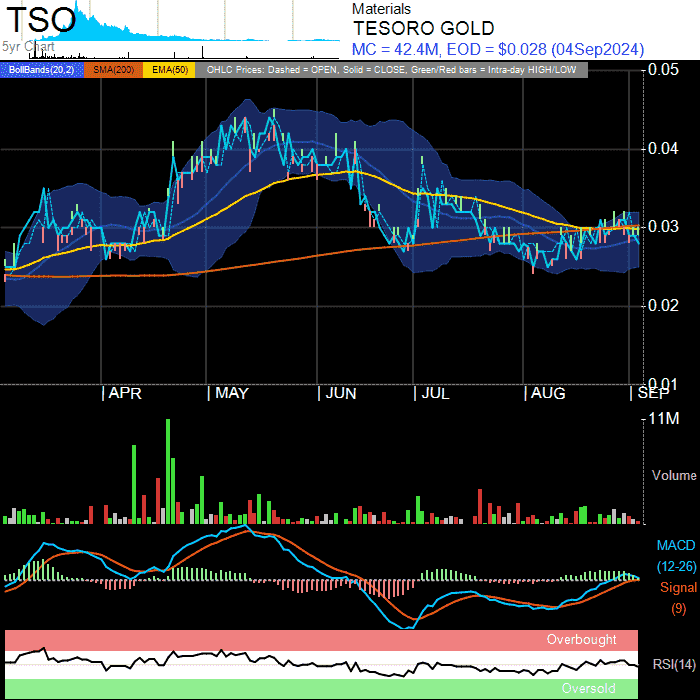 TSO
5yr Chart
Materials
TESORO GOLD
MC = 42.4M, EOD = $0.028 (04Sep2024)
BollBands(20,2) SMA(200) EMA(50) OHLC Prices: Dashed = OPEN, Solid = CLOSE, Green/Red bars = Intra-day HIGH/LOW
0.05
0.04
0.03
0.02
0.01
| APR | MAY | JUN | JUL | AUG | SEP
11M
Volume
MACD
(12-26)
Signal
(9)
Overbought
RSI(14)
Oversold